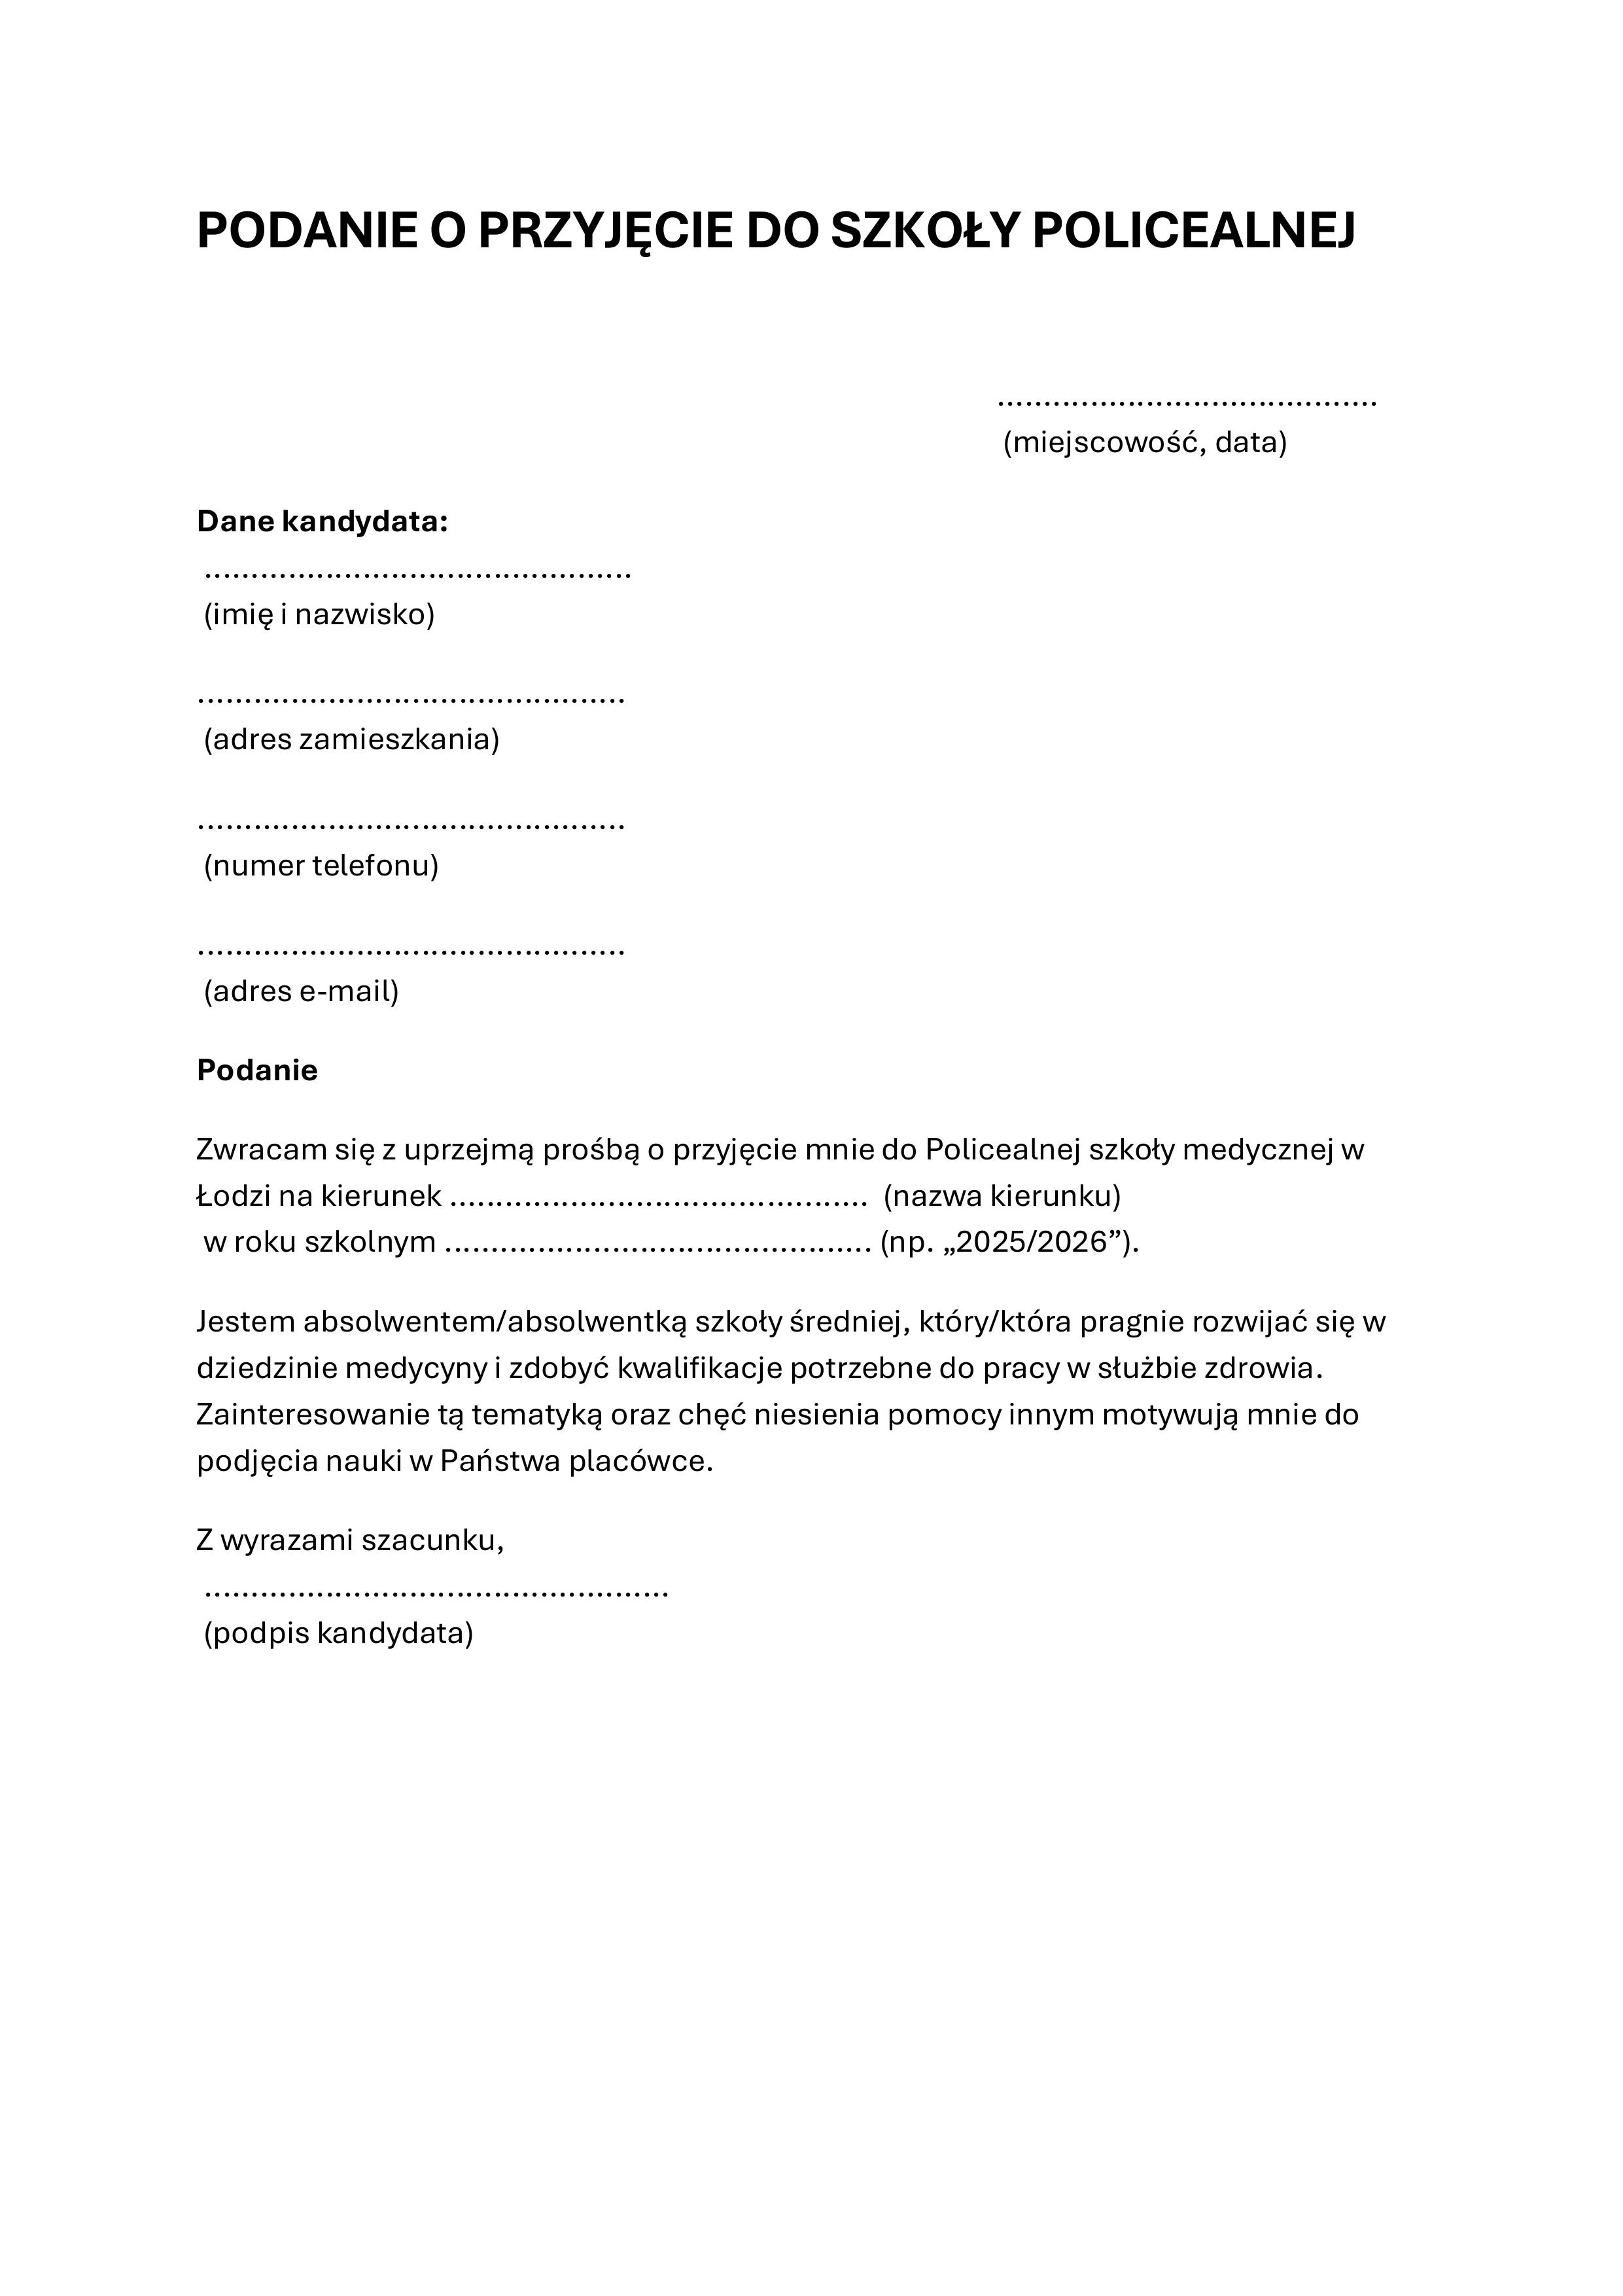 PODANIE O PRZYJĘCIE DO SZKOŁY POLICEALNEJ
.........................................
(miejscowość, data)
Dane kandydata:
..............................................
(imię i nazwisko)
..............................................
(adres zamieszkania)
..............................................
(numer telefonu)
..............................................
(adres e-mail)
Podanie
Zwracam się z uprzejmą prośbą o przyjęcie mnie do Policealnej szkoły medycznej w
Łodzi na kierunek ............................................. (nazwa kierunku)
w roku szkolnym .............................................. (np. „2025/2026”).
Jestem absolwentem/absolwentką szkoły średniej, który/która pragnie rozwijać się w
dziedzinie medycyny i zdobyć kwalifikacje potrzebne do pracy w służbie zdrowia.
Zainteresowanie tą tematyką oraz chęć niesienia pomocy innym motywują mnie do
podjęcia nauki w Państwa placówce.
Z wyrazami szacunku,
..................................................
(podpis kandydata)